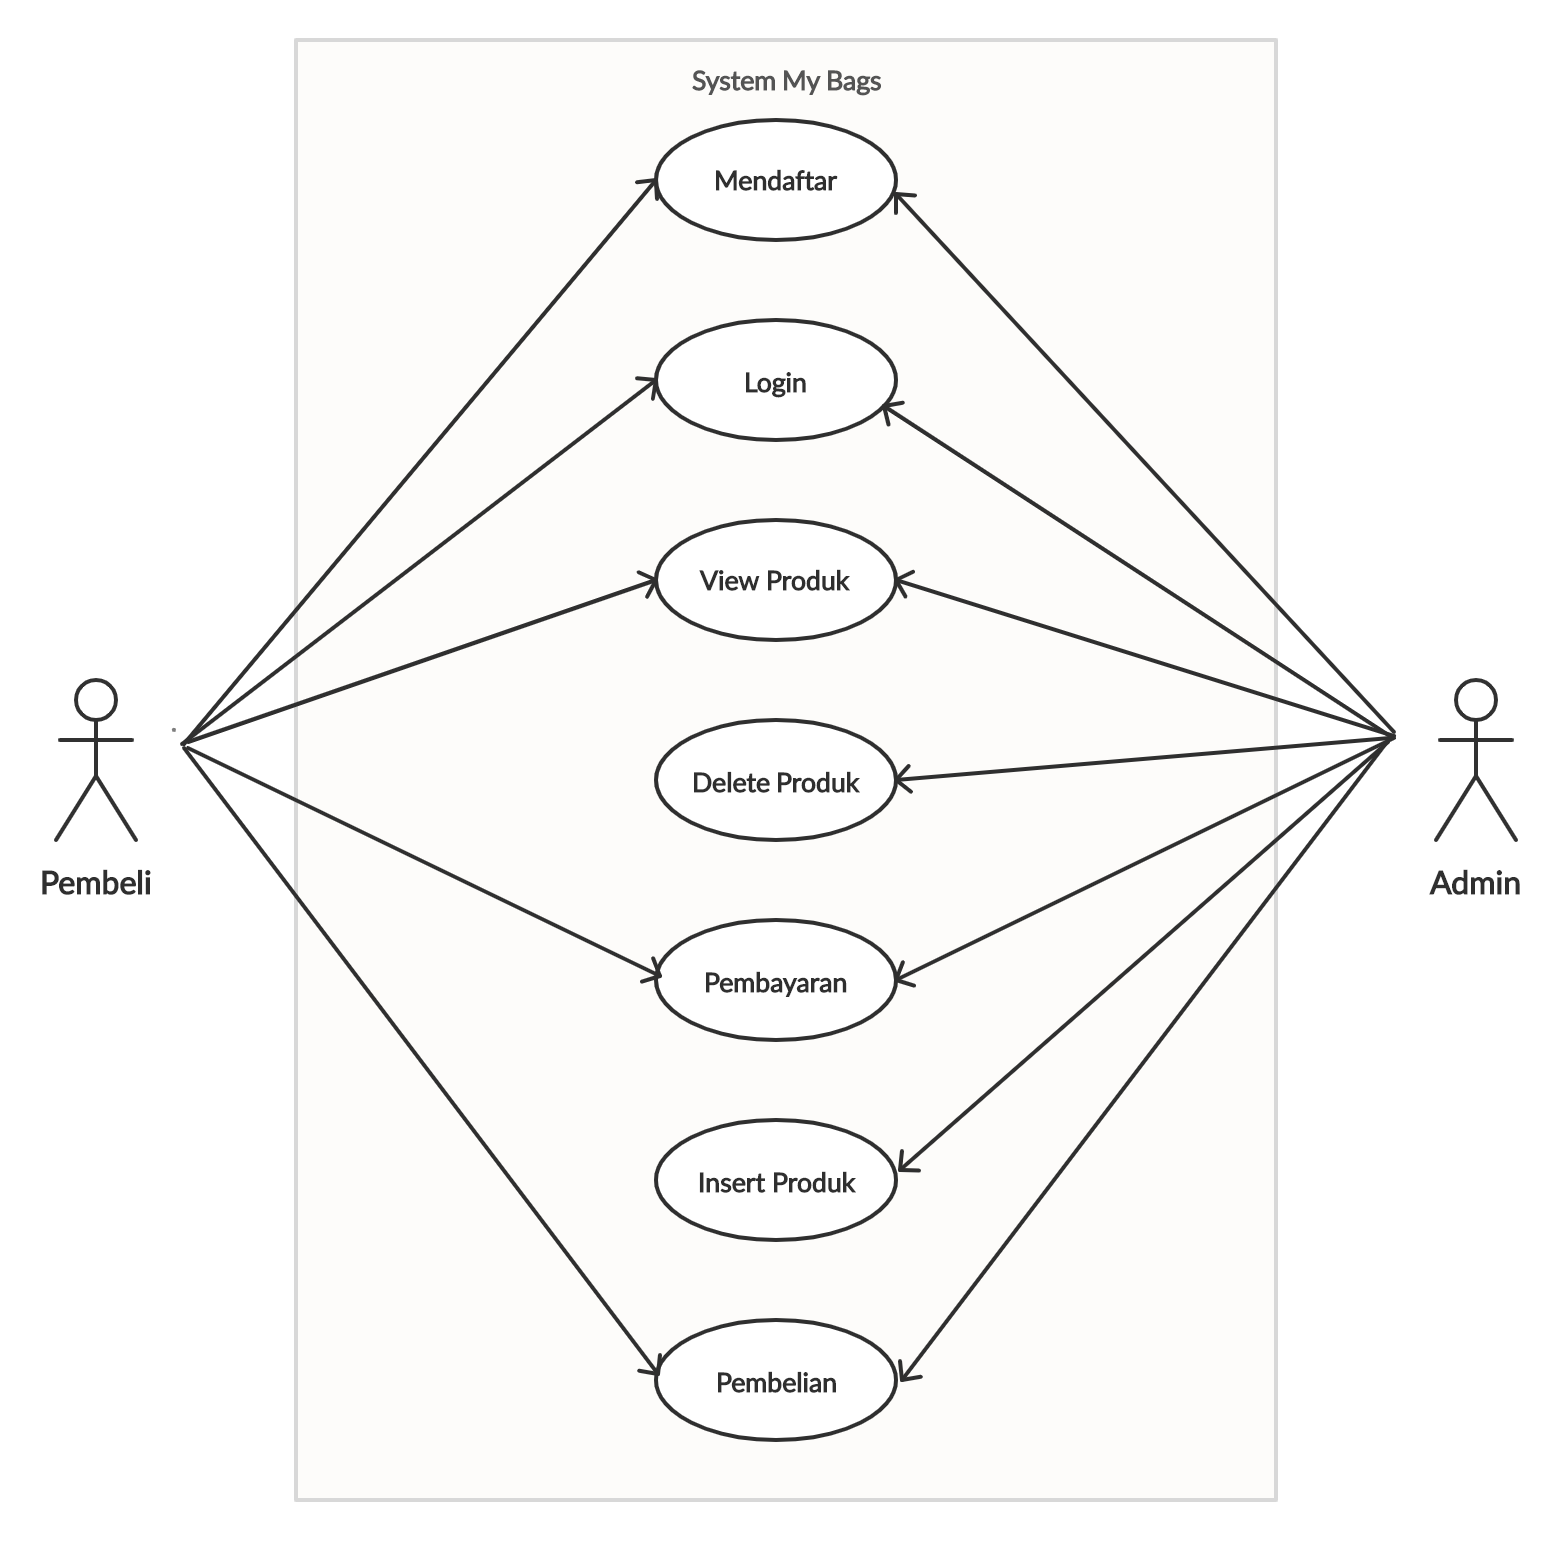 System My Bags
Mendaftar
Login
View Produk
Delete Produk
Pembeli
Admin
Pembayaran
Insert Produk
Pembelian